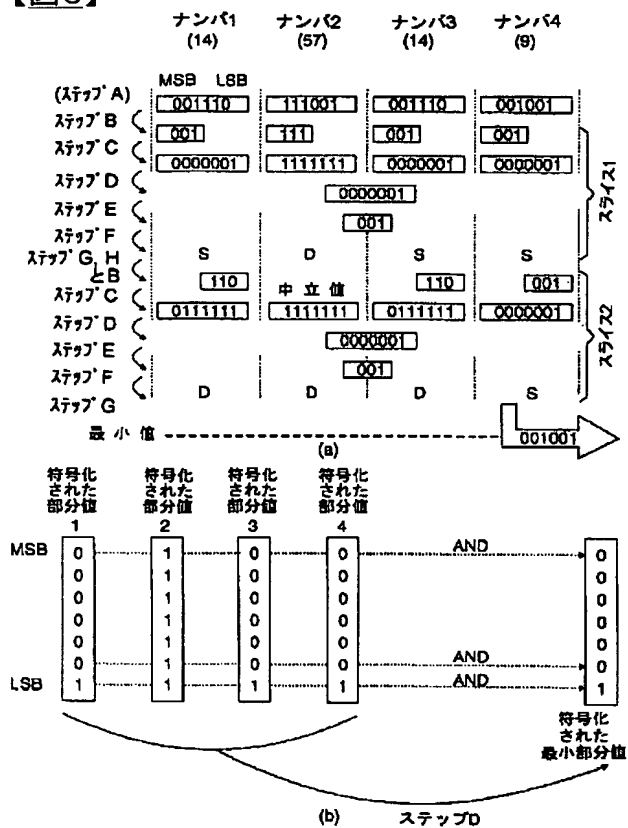 ナンバ1 ナンバ2 ナンバ3 ナンバ4
(14) (57) (14) (9)
MSB LSB
(ステップA) 001110 111001 001110 001001
ステップB 001 111 001 001
ステップC 0000001 1111111 0000001 0000001
ステップD 0000001
ステップE 001
ステップF S D S S
スライス1
ステップG, H
とB 110 中立値 110 001
ステップC 0111111 1111111 0111111 0000001
ステップD 0000001
ステップE 001
ステップF D D D S
ステップG
スライス2
最小値 001001
(a)
符号化 符号化 符号化 符号化
された された された された
部分値 部分値 部分値 部分値
1 2 3 4
MSB 0 1 0 0 AND 0
0 1 0 0 0
0 1 0 0 0
0 1 0 0 0
0 1 0 0 0
0 1 0 0 AND 0
LSB 1 1 1 1 AND 1
符号化
された
最小部分値
(b) ステップD